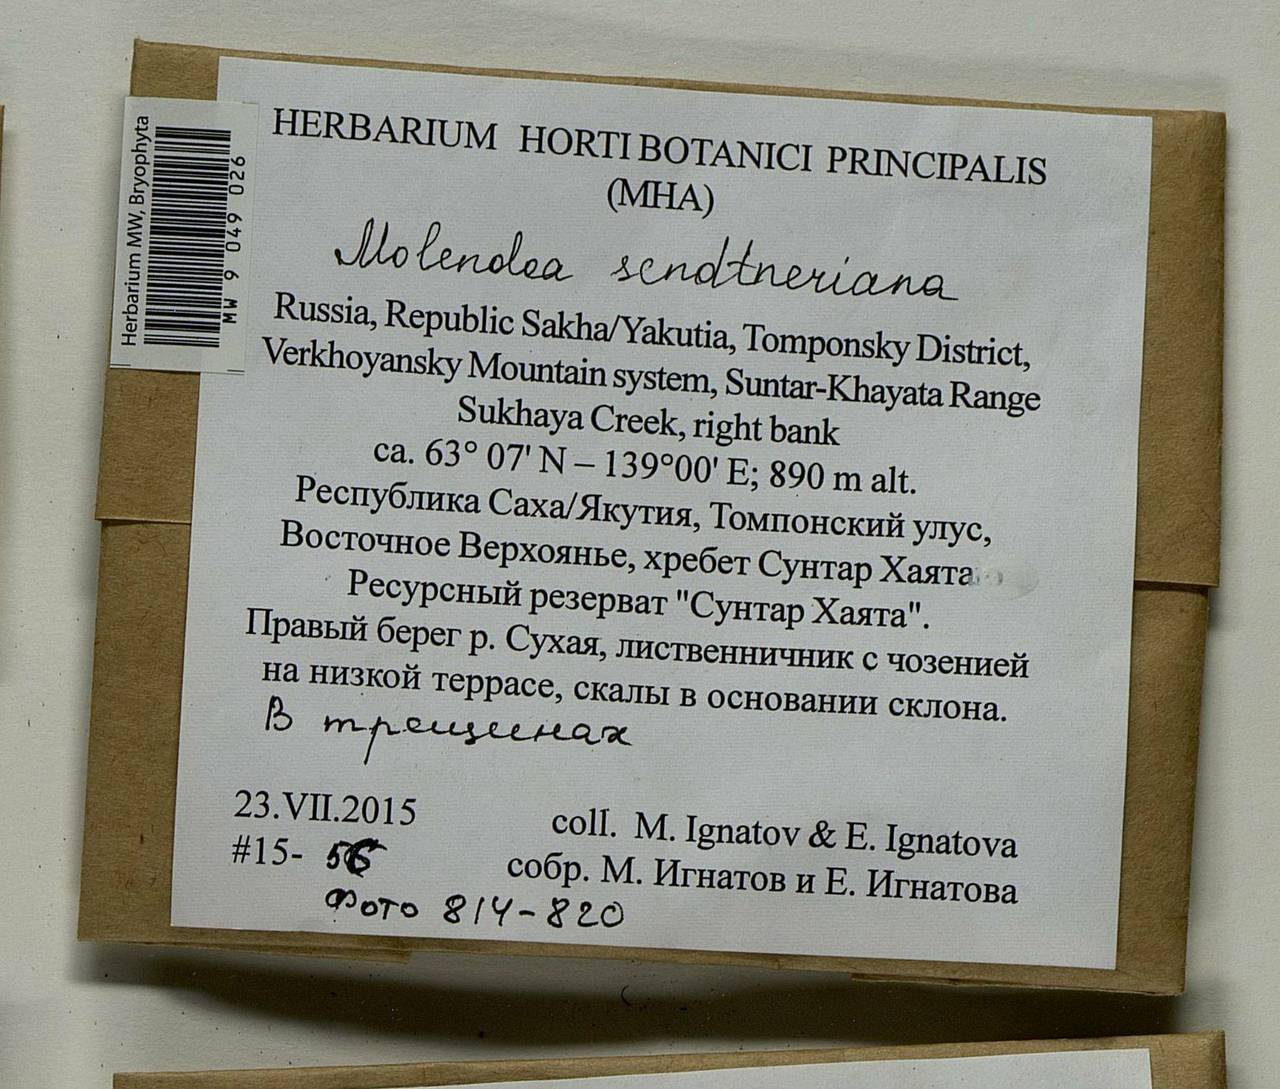 Herbarium MW, Bryophyta
MW 9 049 026
HERBARIUM HORTI BOTANICI PRINCIPALIS
(MHA)
Molendoa sendtneriana
Russia, Republic Sakha/Yakutia, Tomponsky District,
Verkhoyansky Mountain system, Suntar-Khayata Range
Sukhaya Creek, right bank
ca. 63° 07' N – 139°00' E; 890 m alt.
Республика Саха/Якутия, Томпонский улус,
Восточное Верхоянье, хребет Сунтар Хаята
Ресурсный резерват "Сунтар Хаята".
Правый берег р. Сухая, лиственничник с чозенией
на низкой террасе, скалы в основании склона.
В трещинах
23.VII.2015
coll. M. Ignatov & E. Ignatova
#15- 56
собр. М. Игнатов и Е. Игнатова
Фото 814-820